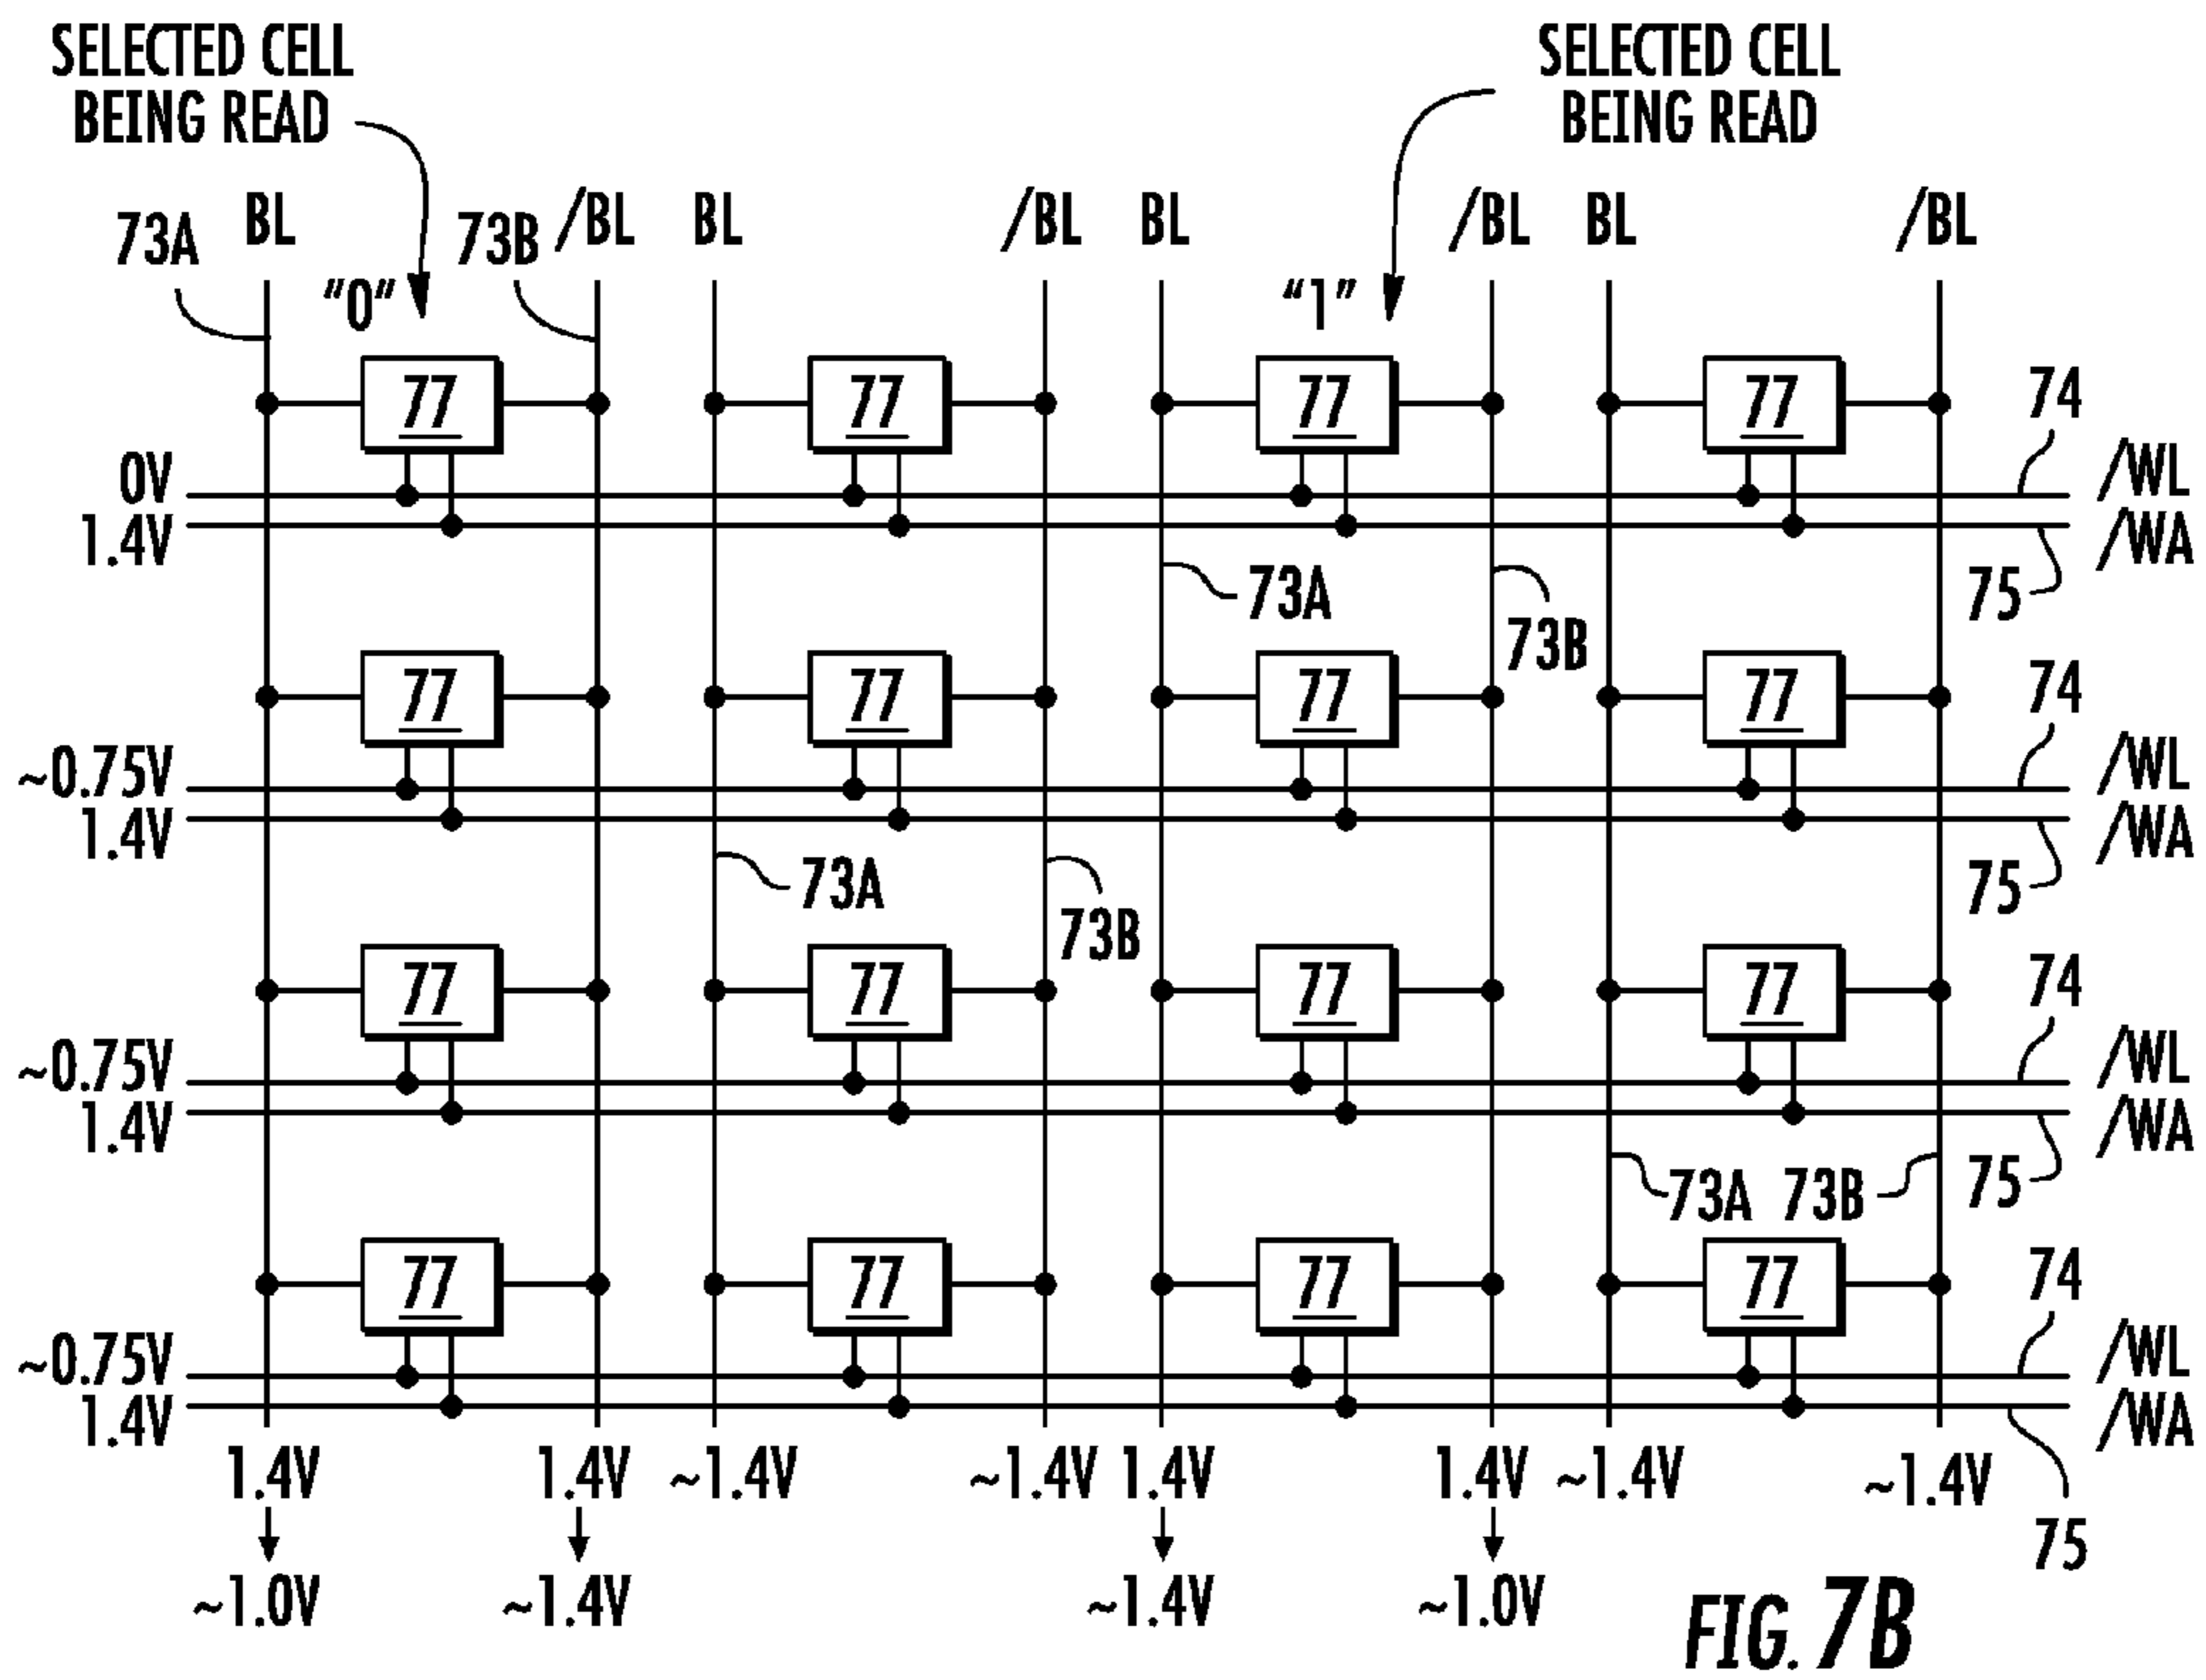 SELECTED CELL
BEING READ
SELECTED CELL
BEING READ
73A
BL
73B
/BL
BL
/BL
BL
/BL
BL
/BL
“0”
“1”
77
77
77
77
74
0V
/WL
1.4V
/WA
75
73A
73B
77
77
77
77
74
~0.75V
/WL
1.4V
/WA
75
73A
73B
77
77
77
77
74
~0.75V
/WL
1.4V
/WA
75
73A
73B
77
77
77
77
74
~0.75V
/WL
1.4V
/WA
75
1.4V
1.4V
~1.4V
~1.4V
1.4V
1.4V
~1.4V
~1.4V
~1.0V
~1.4V
~1.4V
~1.0V
FIG. 7B